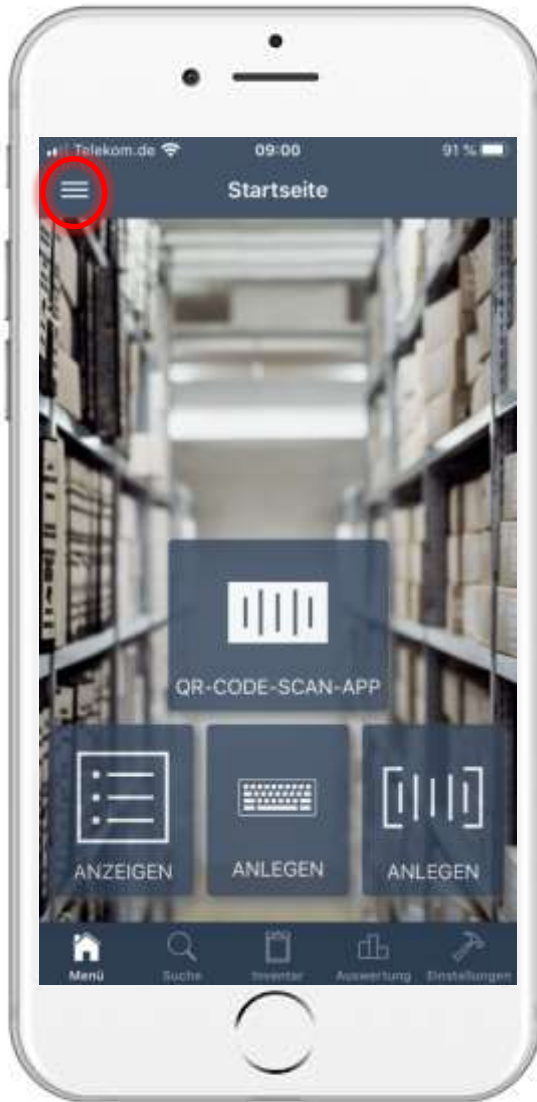 Telekom.de 09:00 91 %
Startseite
QR-CODE-SCAN-APP
ANZEIGEN ANLEGEN ANLEGEN
Menü Suche Inventar Auswertung Einstellungen